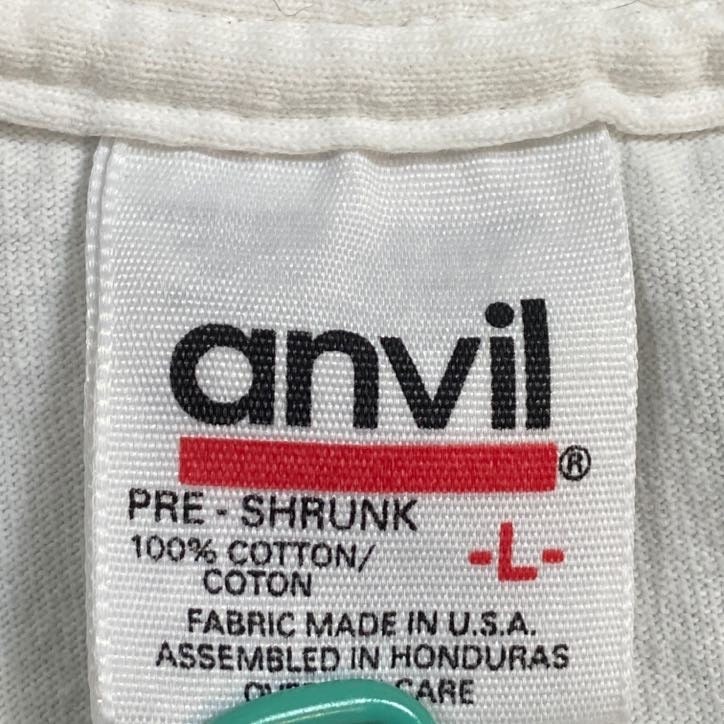 anvil®
PRE - SHRUNK
100% COTTON/
COTON
-L-
FABRIC MADE IN U.S.A.
ASSEMBLED IN HONDURAS
CARE